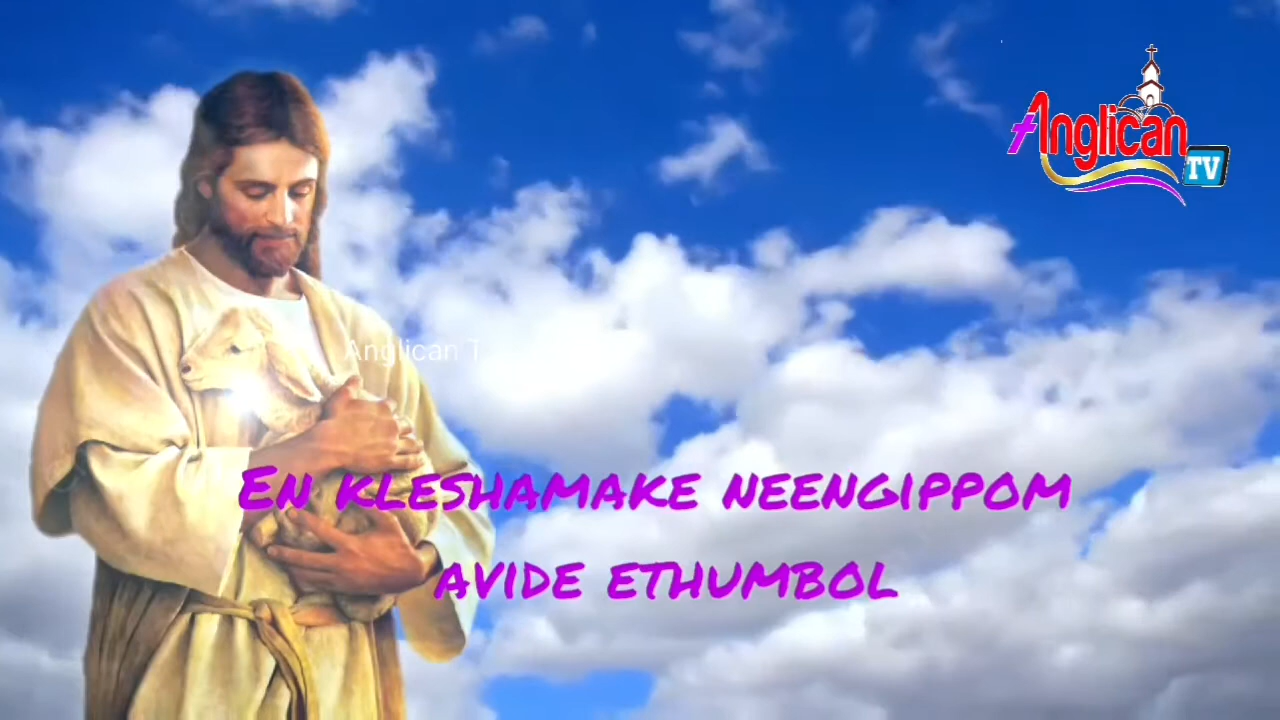 Anglican
TV
Anglican T
En kleshamake neengippom
avide ethumbol